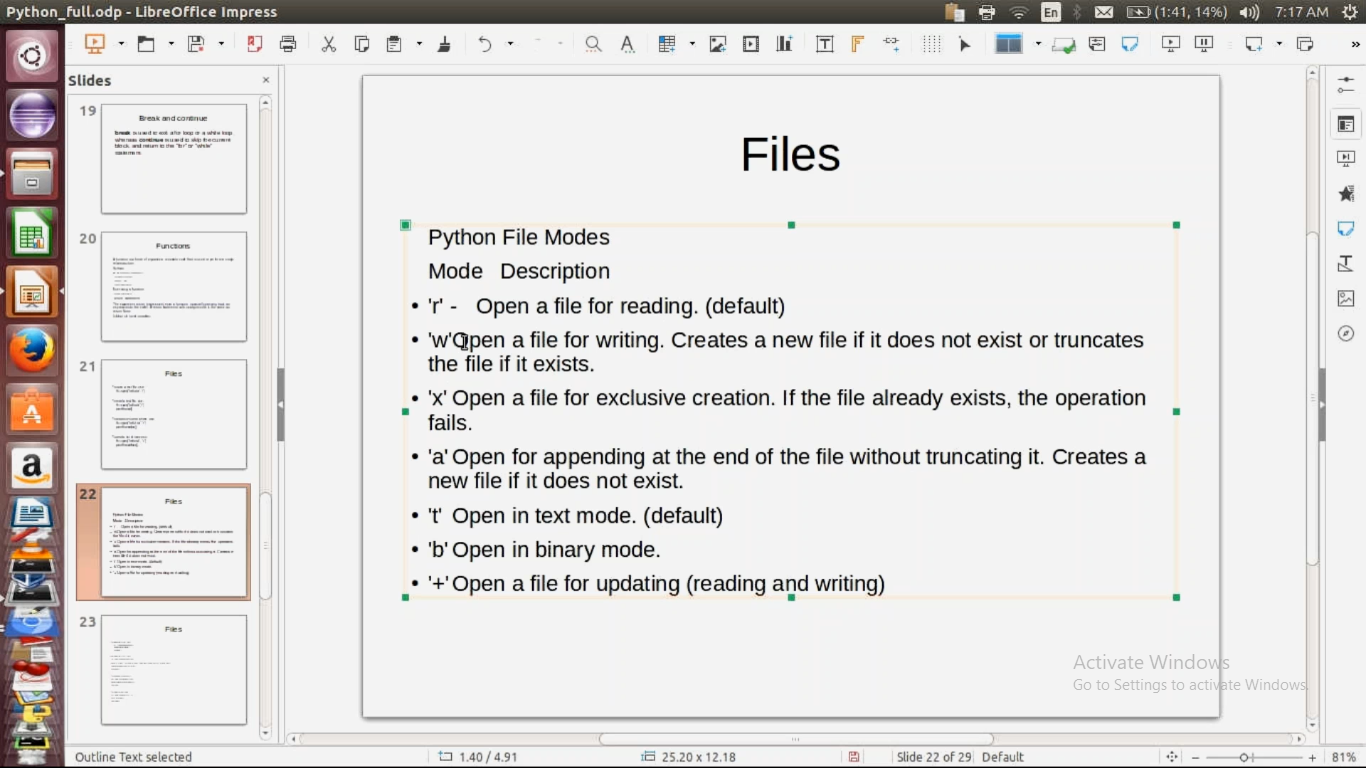 Python_full.odp - LibreOffice Impress
En
(1:41, 14%)
7:17 AM
Slides
19
Break and continue
20
Functions
21
Files
22
Files
Python File Modes
Mode Description
23
Files
Files
Python File Modes
Mode Description
• 'r' - Open a file for reading. (default)
• 'w'Open a file for writing. Creates a new file if it does not exist or truncates
the file if it exists.
• 'x' Open a file for exclusive creation. If the file already exists, the operation
fails.
• 'a' Open for appending at the end of the file without truncating it. Creates a
new file if it does not exist.
• 't' Open in text mode. (default)
• 'b' Open in binary mode.
• '+' Open a file for updating (reading and writing)
Activate Windows
Go to Settings to activate Windows.
Outline Text selected
1.40 / 4.91
25.20 x 12.18
Slide 22 of 29
Default
81%